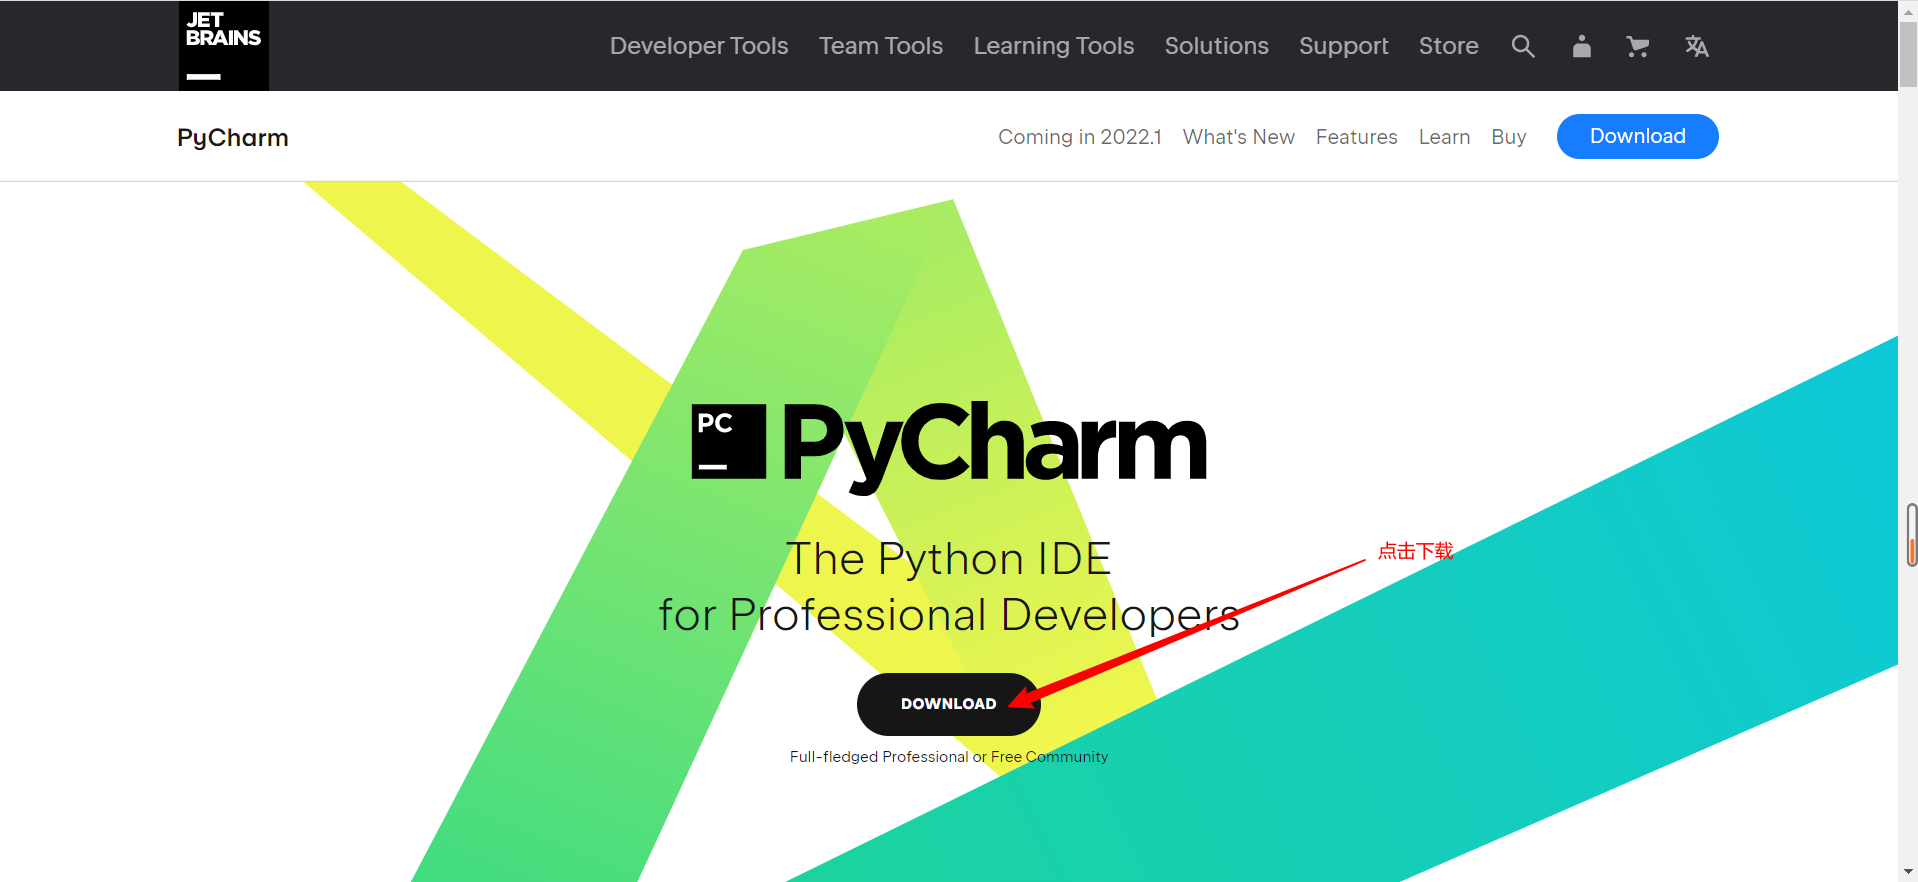 JET
BRAINS
Developer Tools Team Tools Learning Tools Solutions Support Store
PyCharm
Coming in 2022.1 What's New Features Learn Buy Download
PC
PyCharm
The Python IDE
for Professional Developers
点击下载
DOWNLOAD
Full-fledged Professional or Free Community